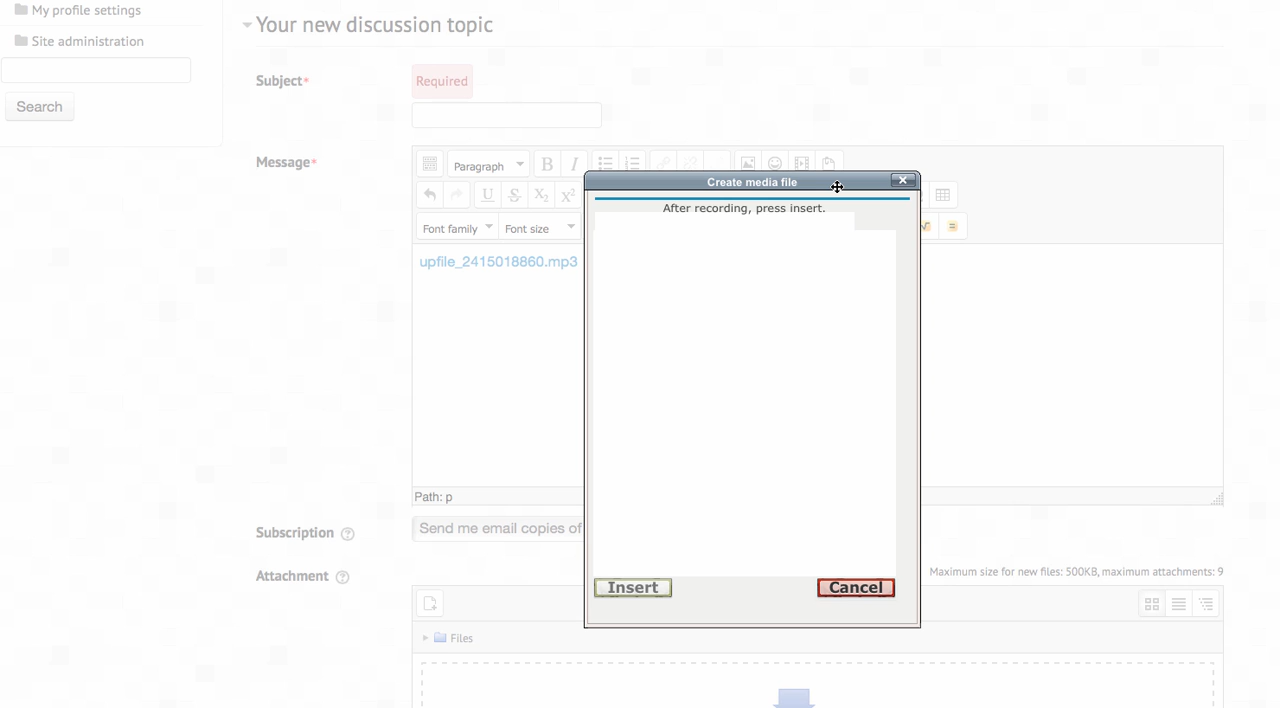 My profile settings
Site administration
Search
Your new discussion topic
Subject*
Required
Message*
Paragraph
B I
U S X₂ X²
Font family
Font size
upfile_2415018860.mp3
Path: p
Create media file
After recording, press insert.
Insert
Cancel
Subscription
Send me email copies of
Attachment
Maximum size for new files: 500KB, maximum attachments: 9
Files